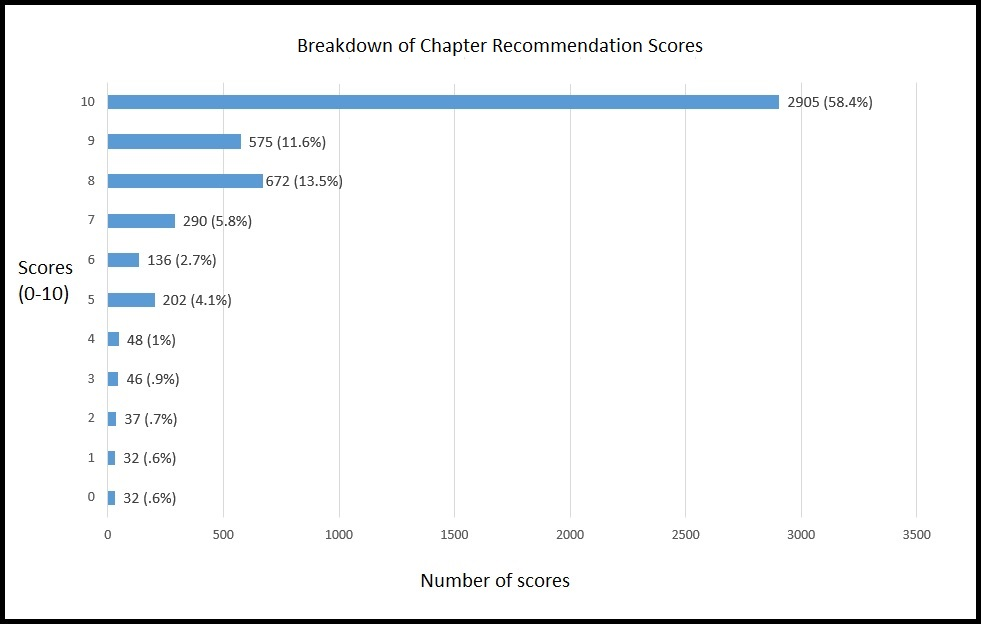 Breakdown of Chapter Recommendation Scores
10 2905 (58.4%)
9 575 (11.6%)
8 672 (13.5%)
7 290 (5.8%)
6 136 (2.7%)
Scores
(0-10)
5 202 (4.1%)
4 48 (1%)
3 46 (.9%)
2 37 (.7%)
1 32 (.6%)
0 32 (.6%)
0 500 1000 1500 2000 2500 3000 3500
Number of scores